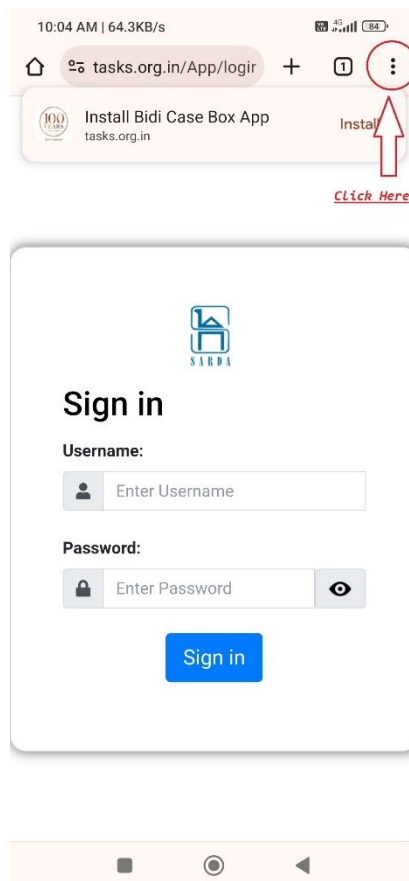 10:04 AM | 64.3KB/s
4G
84
tasks.org.in/App/logir
1
100
YEARS
Install Bidi Case Box App
Install
tasks.org.in
Click Here
SARDA
Sign in
Username:
Enter Username
Password:
Enter Password
Sign in